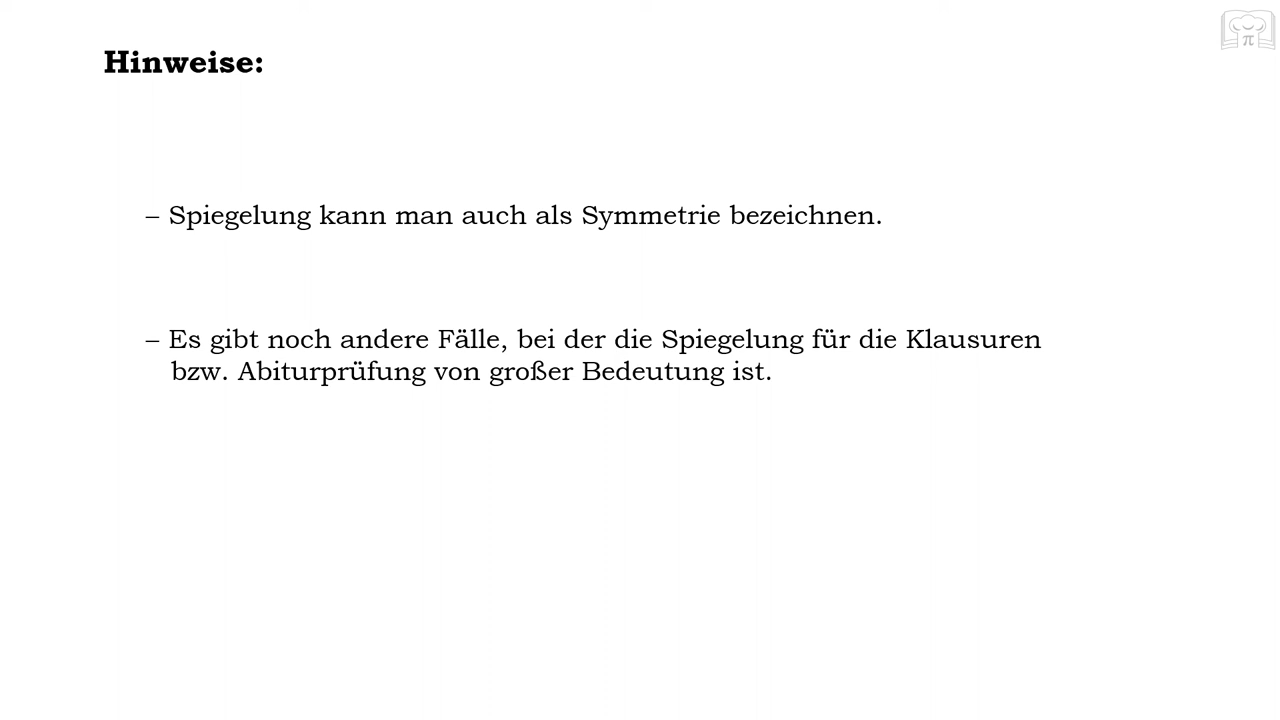 Hinweise:
– Spiegelung kann man auch als Symmetrie bezeichnen.
– Es gibt noch andere Fälle, bei der die Spiegelung für die Klausuren
bzw. Abiturprüfung von großer Bedeutung ist.
π